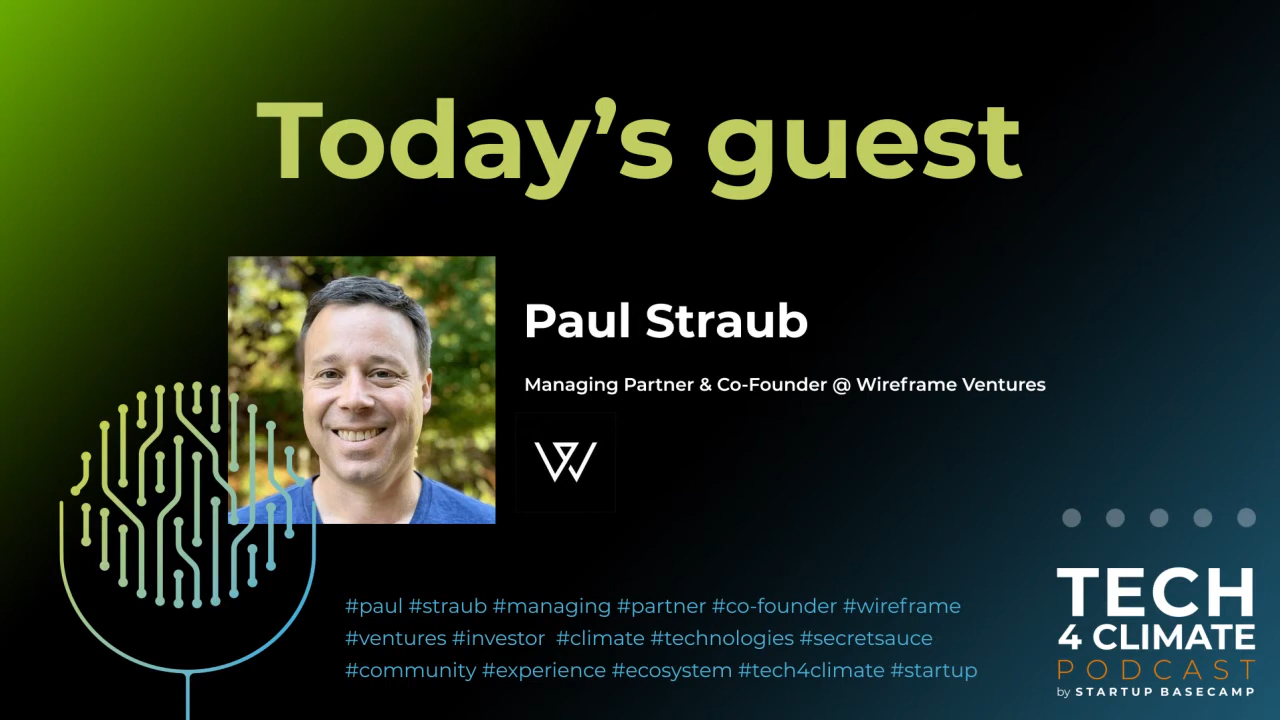 Today’s guest
Paul Straub
Managing Partner & Co-Founder @ Wireframe Ventures
W
#paul #straub #managing #partner #co-founder #wireframe
#ventures #investor #climate #technologies #secretsauce
#community #experience #ecosystem #tech4climate #startup
TECH
4 CLIMATE
PODCAST
by STARTUP BASECAMP